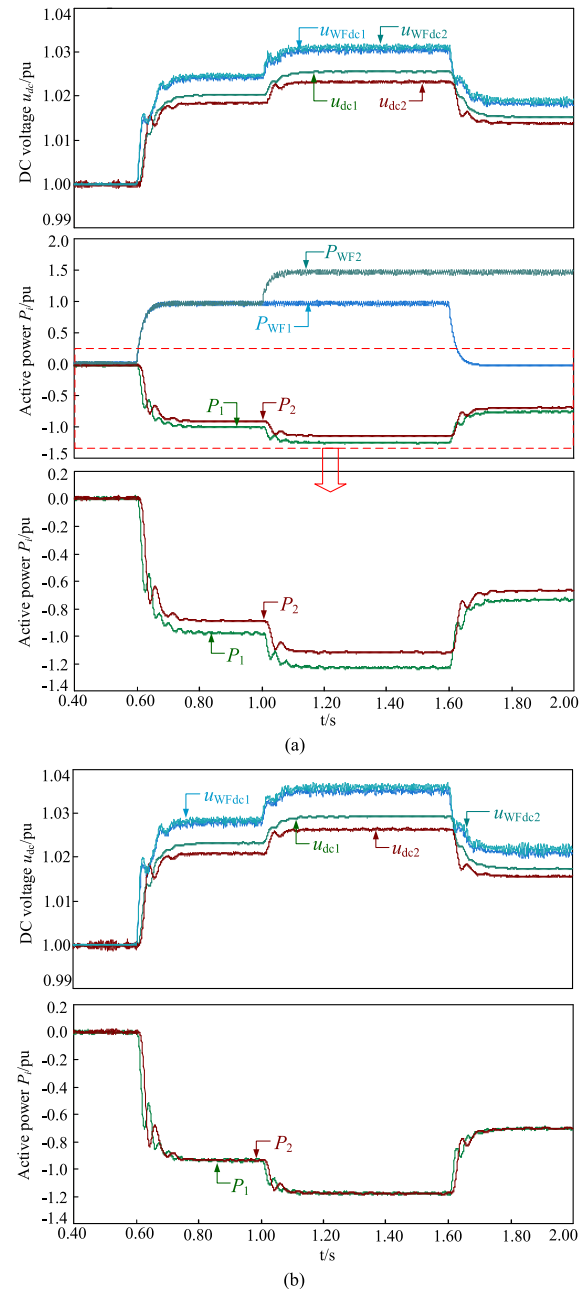 1.04
u_WFdc1
u_WFdc2
1.03
1.02
u_dc1
u_dc2
1.01
1.00
0.99
DC voltage u_dc/pu
2.0
P_WF2
1.5
1.0
P_WF1
0.5
0.0
-0.5
P_1
P_2
-1.0
-1.5
Active power P_i/pu
0.2
0.0
-0.2
-0.4
-0.6
-0.8
P_2
-1.0
P_1
-1.2
-1.4
Active power P_i/pu
0.40 0.60 0.80 1.00 1.20 1.40 1.60 1.80 2.00
t/s
(a)
1.04
u_WFdc1
u_WFdc2
1.03
u_dc1
u_dc2
1.02
1.01
1.00
0.99
DC voltage u_dc/pu
0.2
0.0
-0.2
-0.4
-0.6
-0.8
P_2
-1.0
P_1
-1.2
-1.4
Active power P_i/pu
0.40 0.60 0.80 1.00 1.20 1.40 1.60 1.80 2.00
t/s
(b)